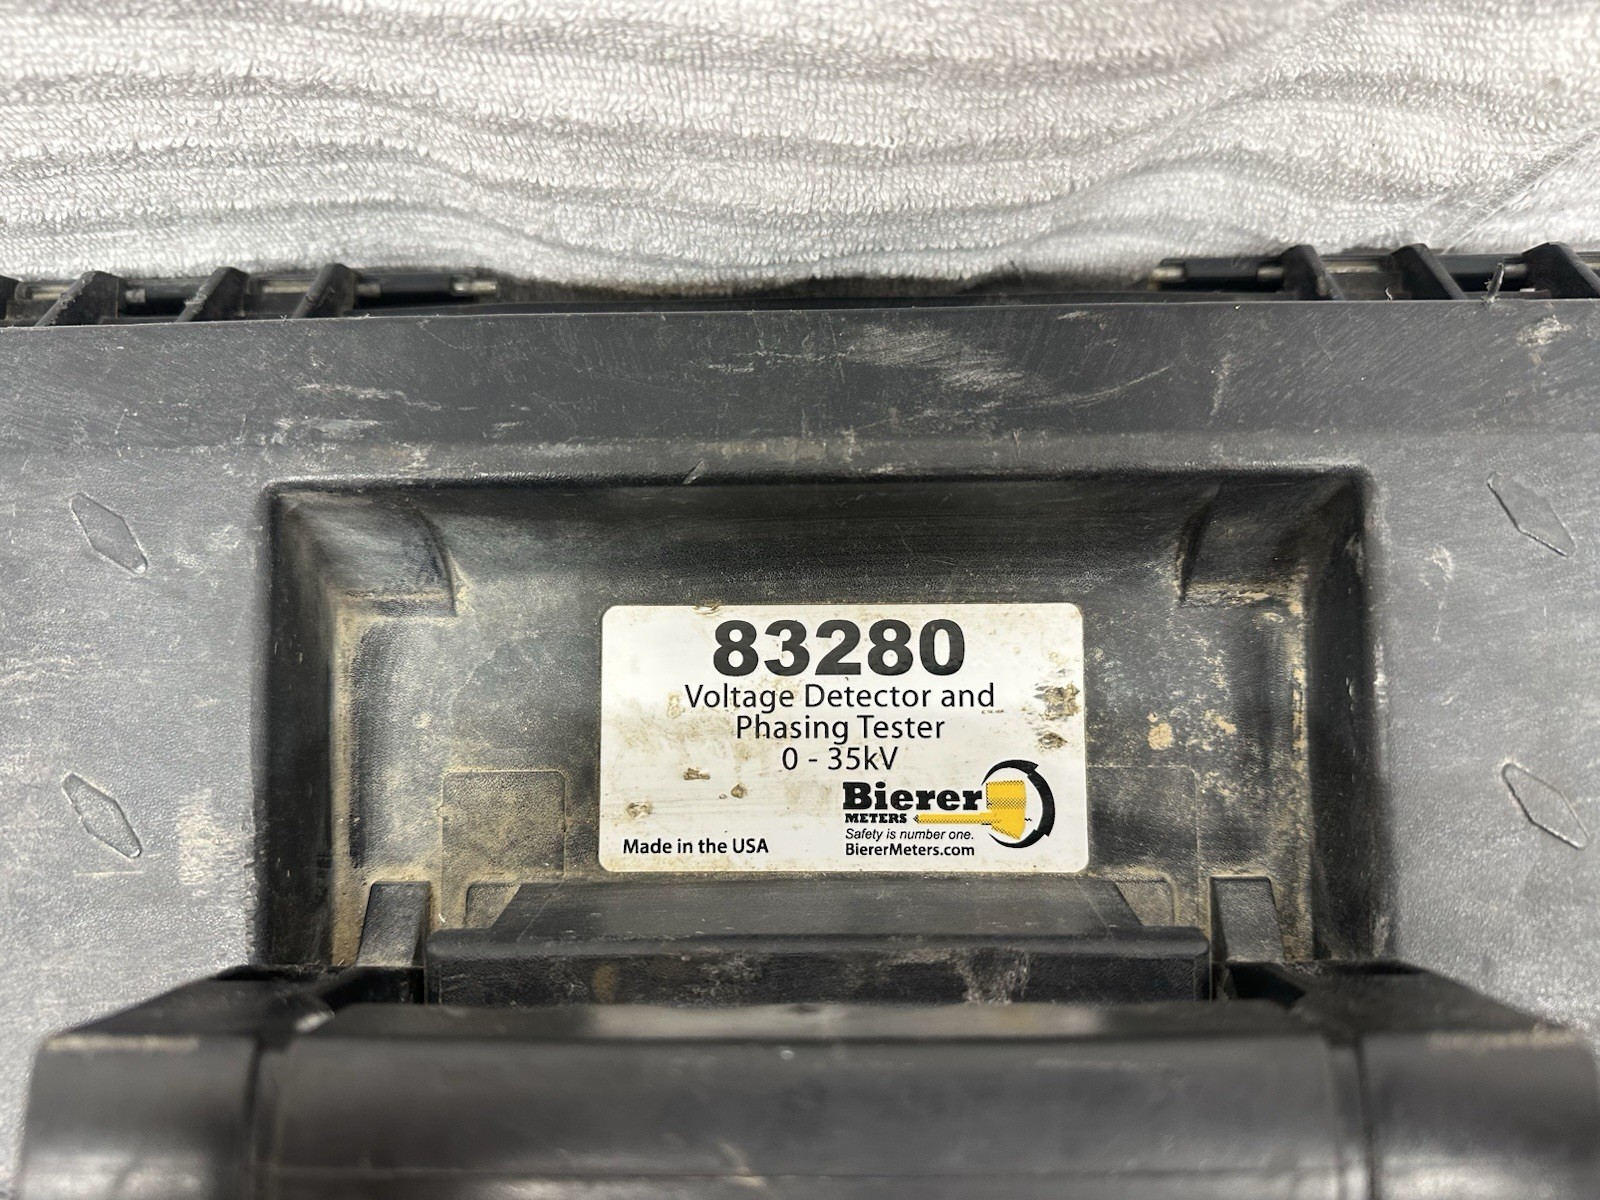 83280
Voltage Detector and
Phasing Tester
0 - 35kV
Bierer
METERS
Safety is number one.
Made in the USA
BiererMeters.com